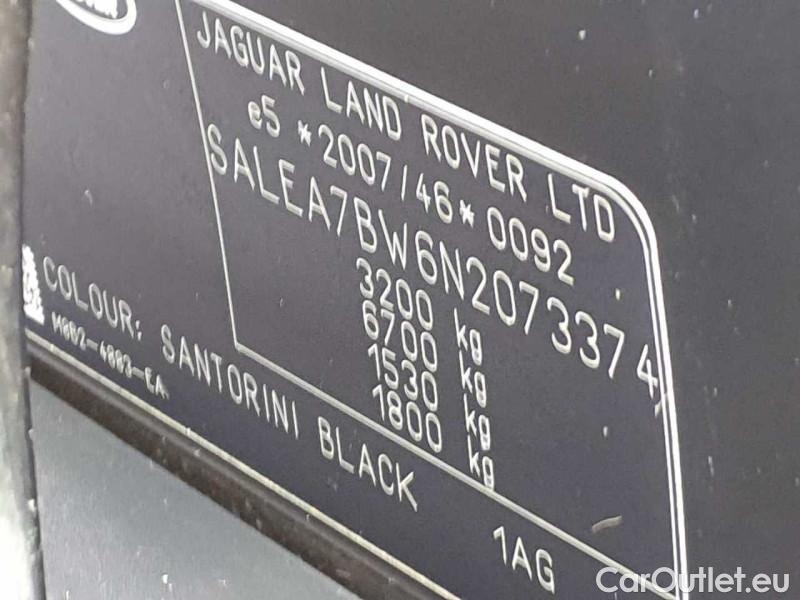 JAGUAR LAND ROVER LTD
e5 *2007/46*0092
SALEA7BW6N2073374
3200 kg
6700 kg
1530 kg
1800 kg
COLOUR: SANTORINI BLACK 1AG
CarOutlet.eu